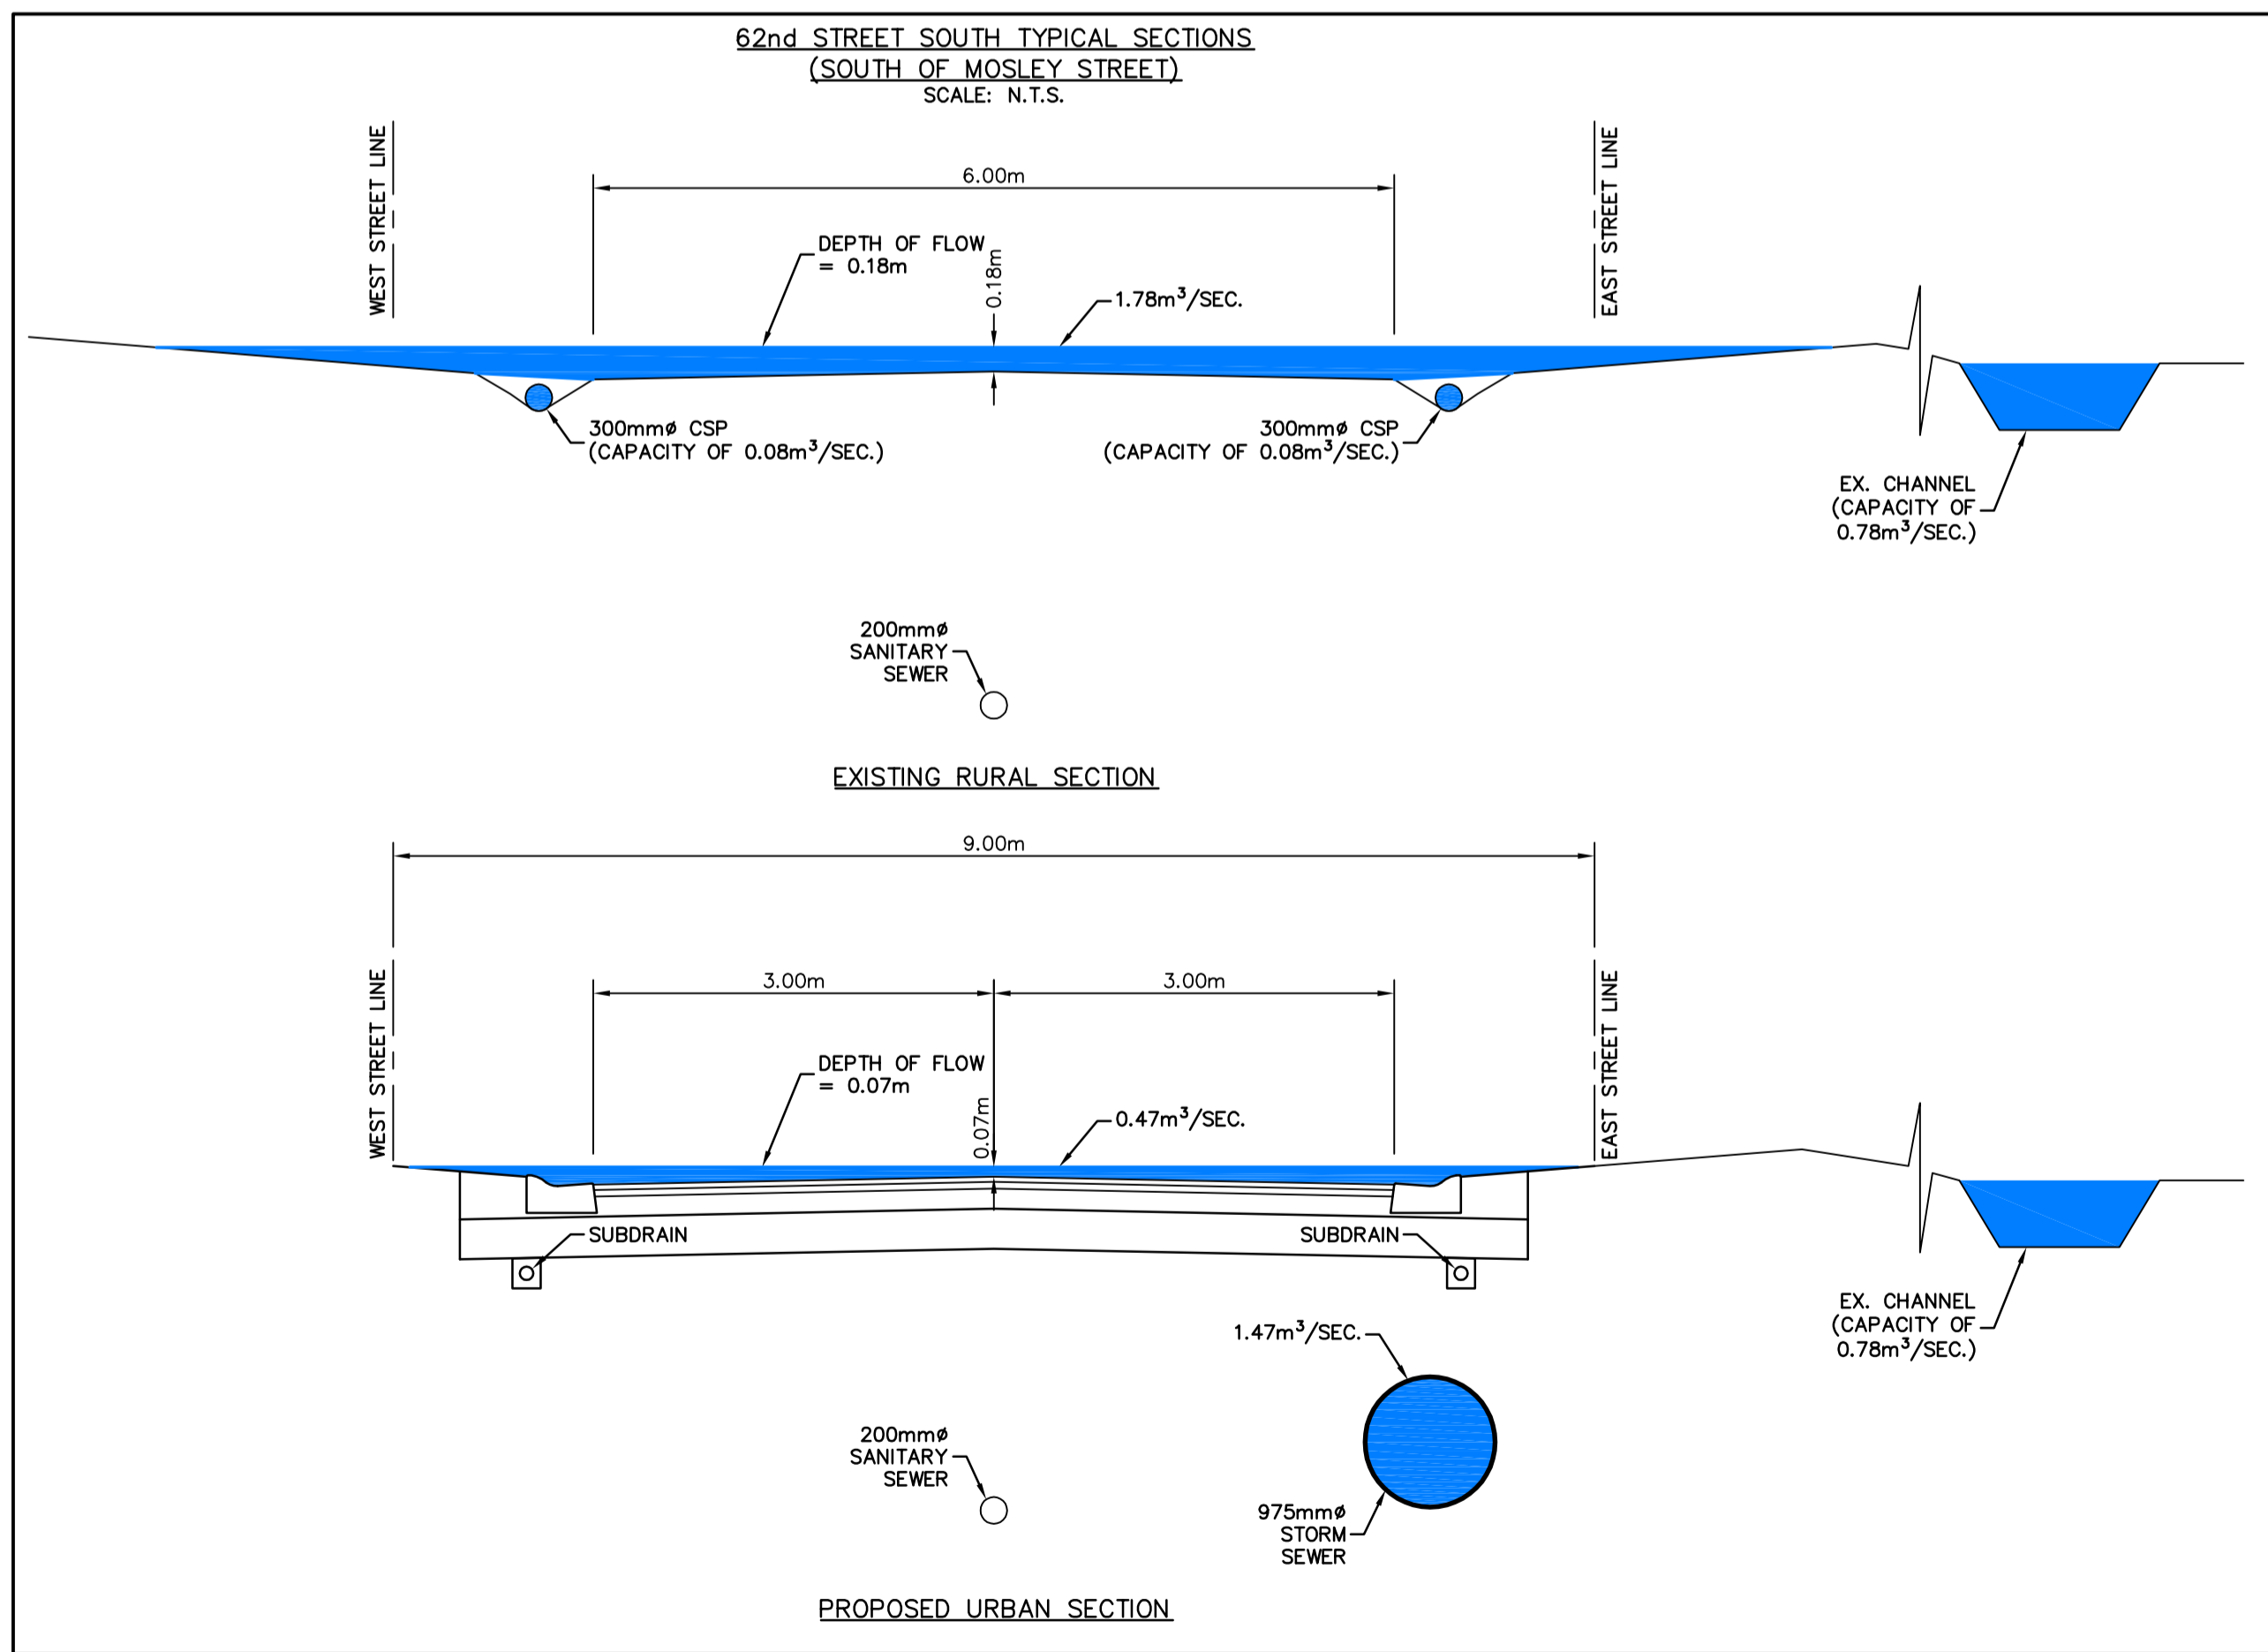 62nd STREET SOUTH TYPICAL SECTIONS
(SOUTH OF MOSLEY STREET)
SCALE: N.T.S.
WEST STREET LINE
EAST STREET LINE
6.00m
DEPTH OF FLOW
= 0.18m
0.18m
1.78m³/SEC.
300mmø CSP
(CAPACITY OF 0.08m³/SEC.)
300mmø CSP
(CAPACITY OF 0.08m³/SEC.)
EX. CHANNEL
(CAPACITY OF
0.78m³/SEC.)
200mmø
SANITARY
SEWER
EXISTING RURAL SECTION
9.00m
WEST STREET LINE
EAST STREET LINE
3.00m
3.00m
DEPTH OF FLOW
= 0.07m
0.07m
0.47m³/SEC.
SUBDRAIN
SUBDRAIN
EX. CHANNEL
(CAPACITY OF
0.78m³/SEC.)
1.47m³/SEC.
200mmø
SANITARY
SEWER
975mmø
STORM
SEWER
PROPOSED URBAN SECTION